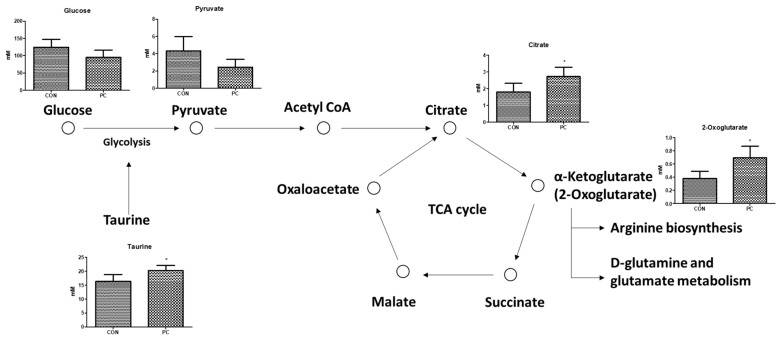 Glucose
150
100
50
0
mM
CON PC
Pyruvate
6
4
2
0
mM
CON PC
Citrate
4
3
2
1
0
mM
*
CON PC
2-Oxoglutarate
1.0
0.8
0.6
0.4
0.2
0.0
mM
*
CON PC
Glucose
Pyruvate
Acetyl CoA
Citrate
Glycolysis
Oxaloacetate
TCA cycle
α-Ketoglutarate
(2-Oxoglutarate)
Taurine
Arginine biosynthesis
D-glutamine and
glutamate metabolism
Malate
Succinate
Taurine
25
20
15
10
5
0
mM
*
CON PC